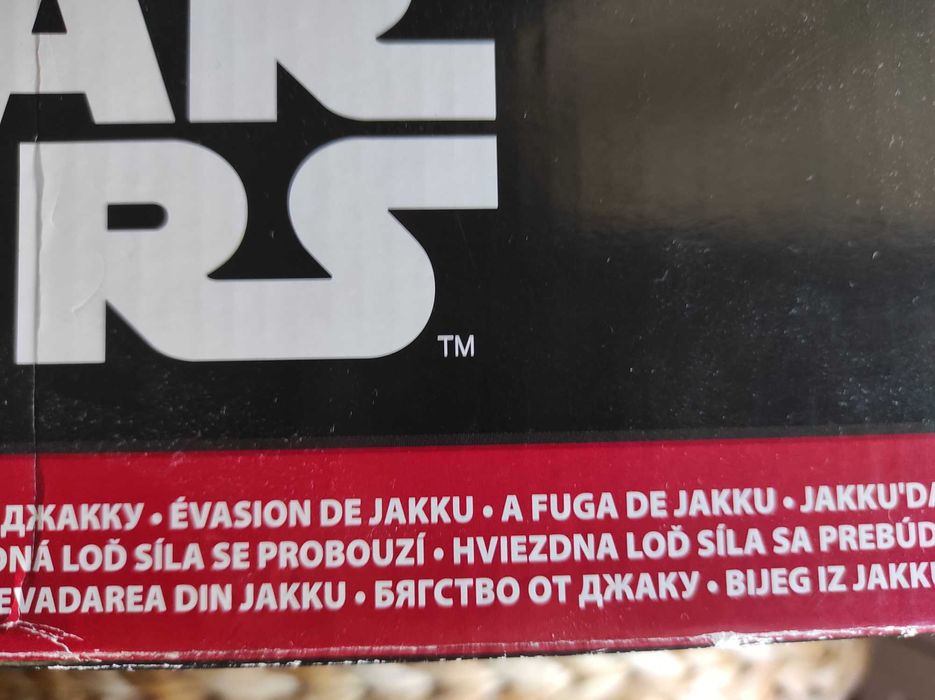 AR
RS
TM
ДЖАККУ • ÉVASION DE JAKKU • A FUGA DE JAKKU • JAKKU'DA
DNÁ LOĎ SÍLA SE PROBOUZÍ • HVIEZDNA LOĎ SÍLA SA PREBÚD
EVADAREA DIN JAKKU • БЯГСТВО ОТ ДЖАКУ • BIJEG IZ JAKKU